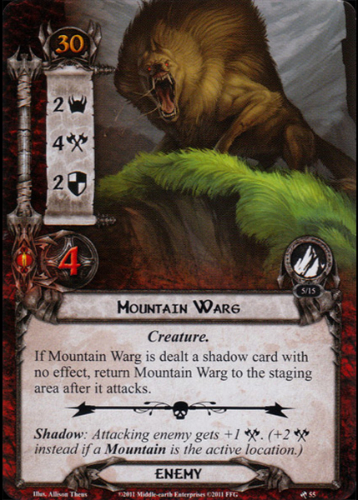 30
2
4
2
4
5/15
Mountain Warg
Creature.
If Mountain Warg is dealt a shadow card with
no effect, return Mountain Warg to the staging
area after it attacks.
Shadow: Attacking enemy gets +1 . (+2
instead if a Mountain is the active location.)
ENEMY
Illus. Allison Theus ©2011 Middle-earth Enterprises ©2011 FFG 55